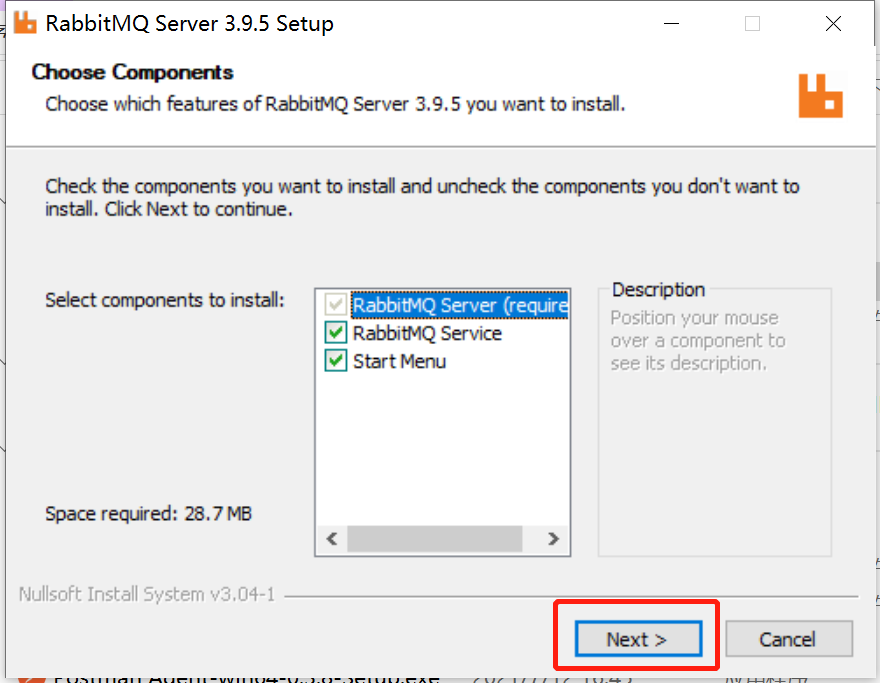 RabbitMQ Server 3.9.5 Setup
Choose Components
Choose which features of RabbitMQ Server 3.9.5 you want to install.
Check the components you want to install and uncheck the components you don't want to
install. Click Next to continue.
Select components to install:
RabbitMQ Server (require
RabbitMQ Service
Start Menu
Description
Position your mouse
over a component to
see its description.
Space required: 28.7 MB
Nullsoft Install System v3.04-1
Next >
Cancel